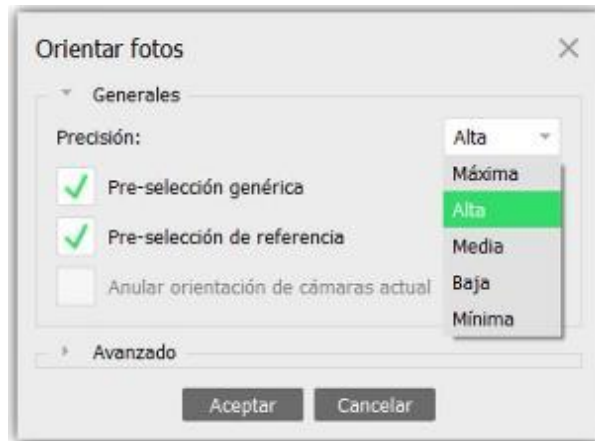 Orientar fotos
Generales
Precisión: Alta
Máxima
Pre-selección genérica
Alta
Pre-selección de referencia
Media
Anular orientación de cámaras actual
Baja
Mínima
Avanzado
Aceptar Cancelar